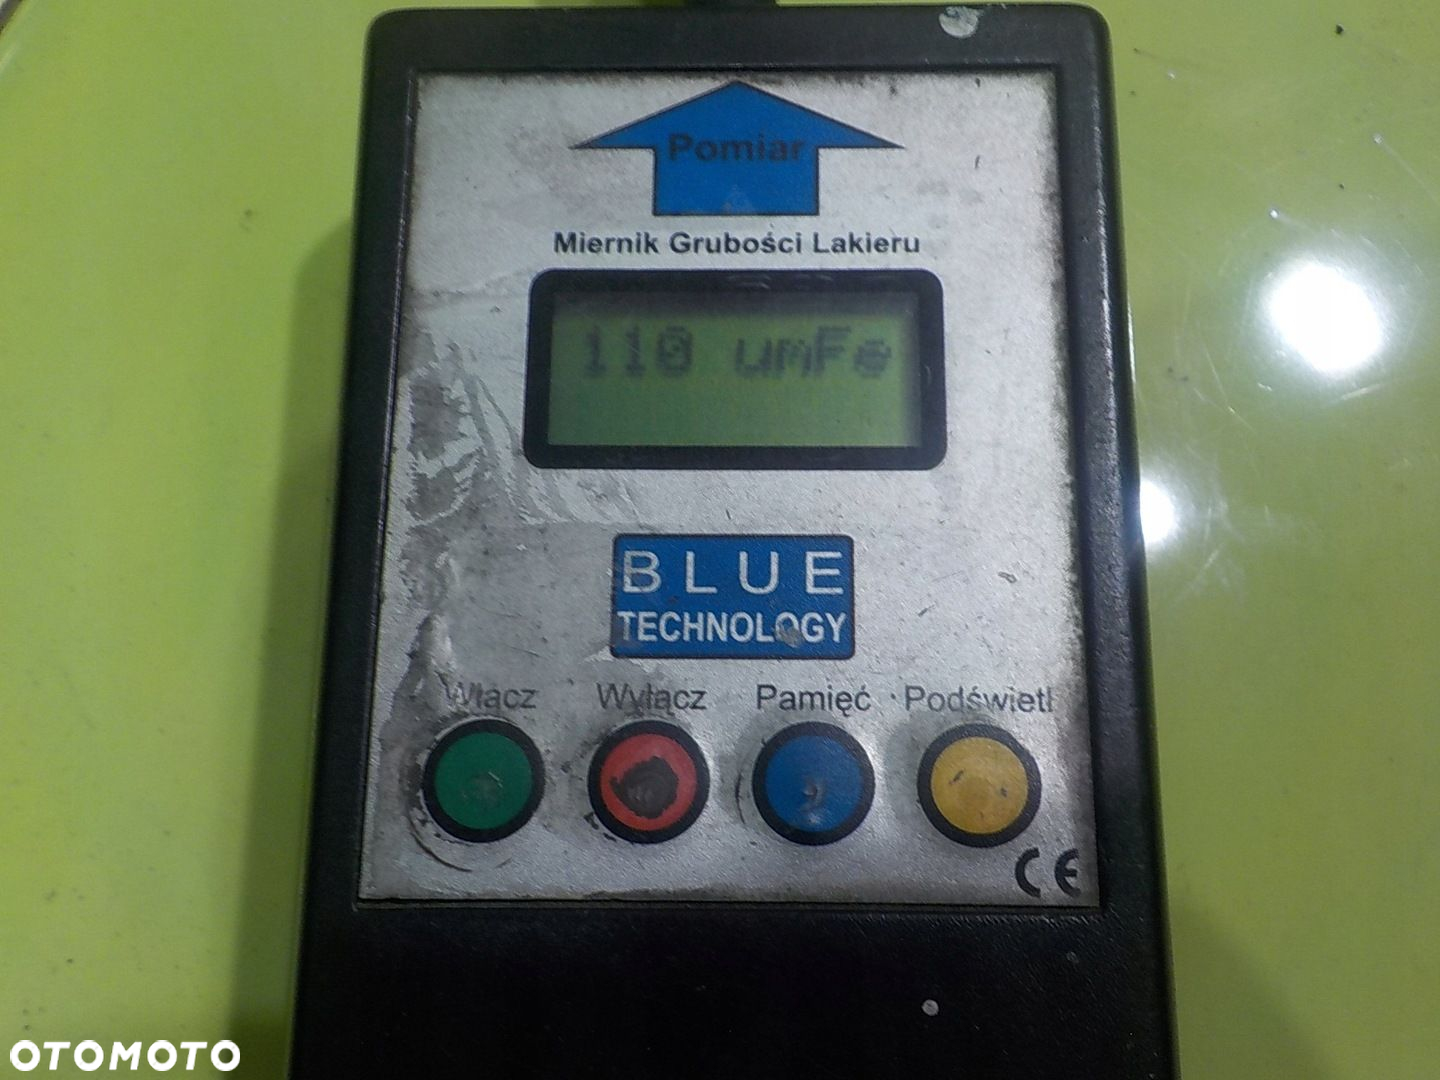 Pomiar
Miernik Grubości Lakieru
110 umFe
BLUE
TECHNOLOGY
Włącz Wyłącz Pamięć Podświetl
CE
OTOMOTO